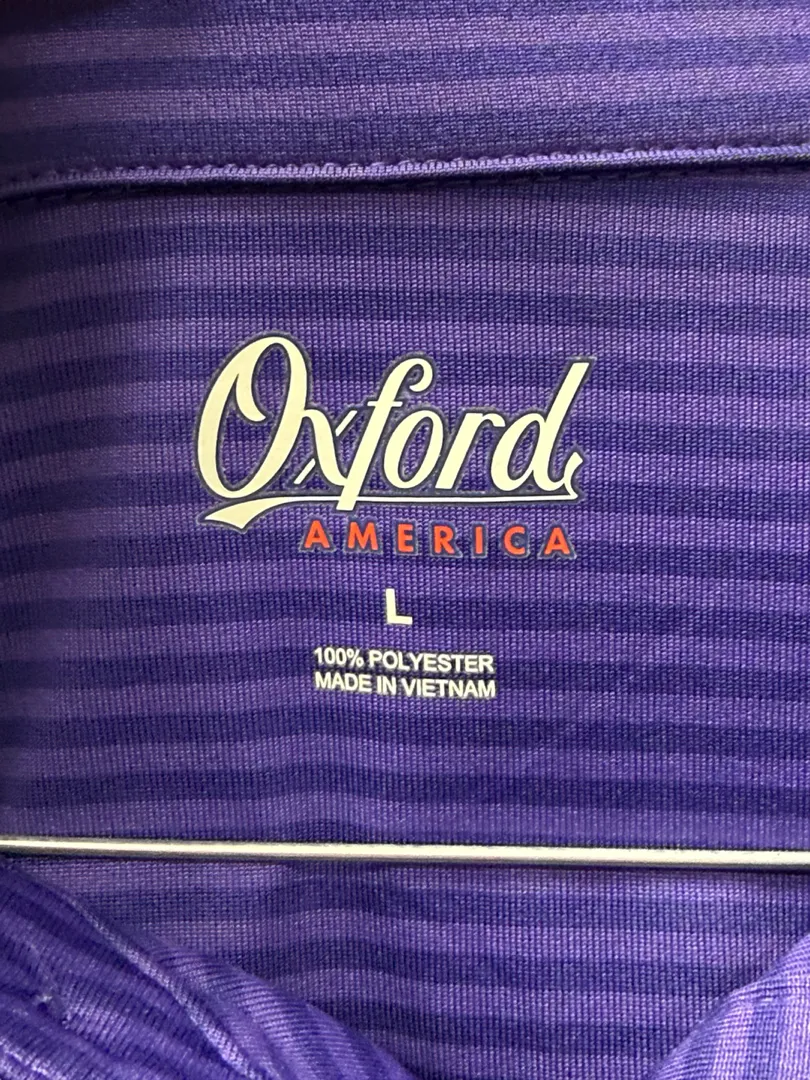 Oxford
AMERICA
L
100% POLYESTER
MADE IN VIETNAM